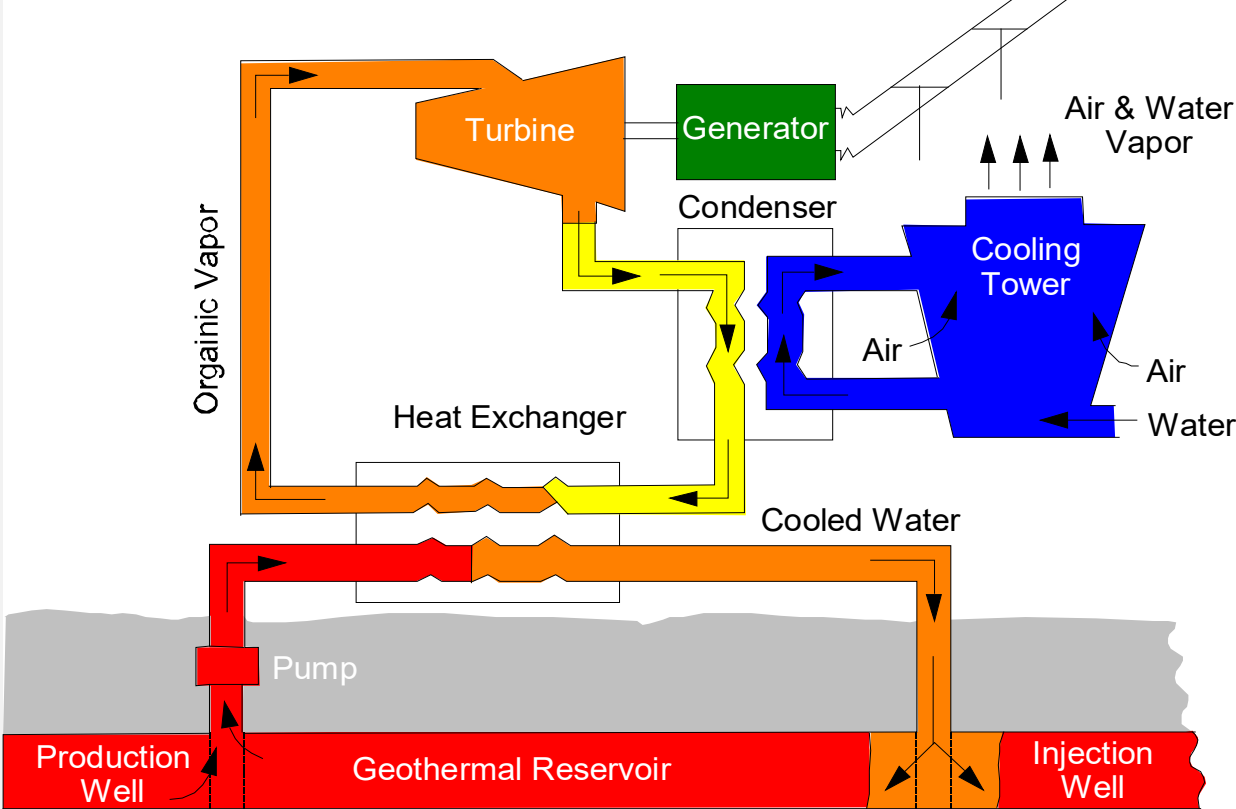 Turbine
Generator
Air & Water
Vapor
Orgainic Vapor
Condenser
Cooling
Tower
Air
Air
Heat Exchanger
Water
Cooled Water
Pump
Production
Well
Geothermal Reservoir
Injection
Well